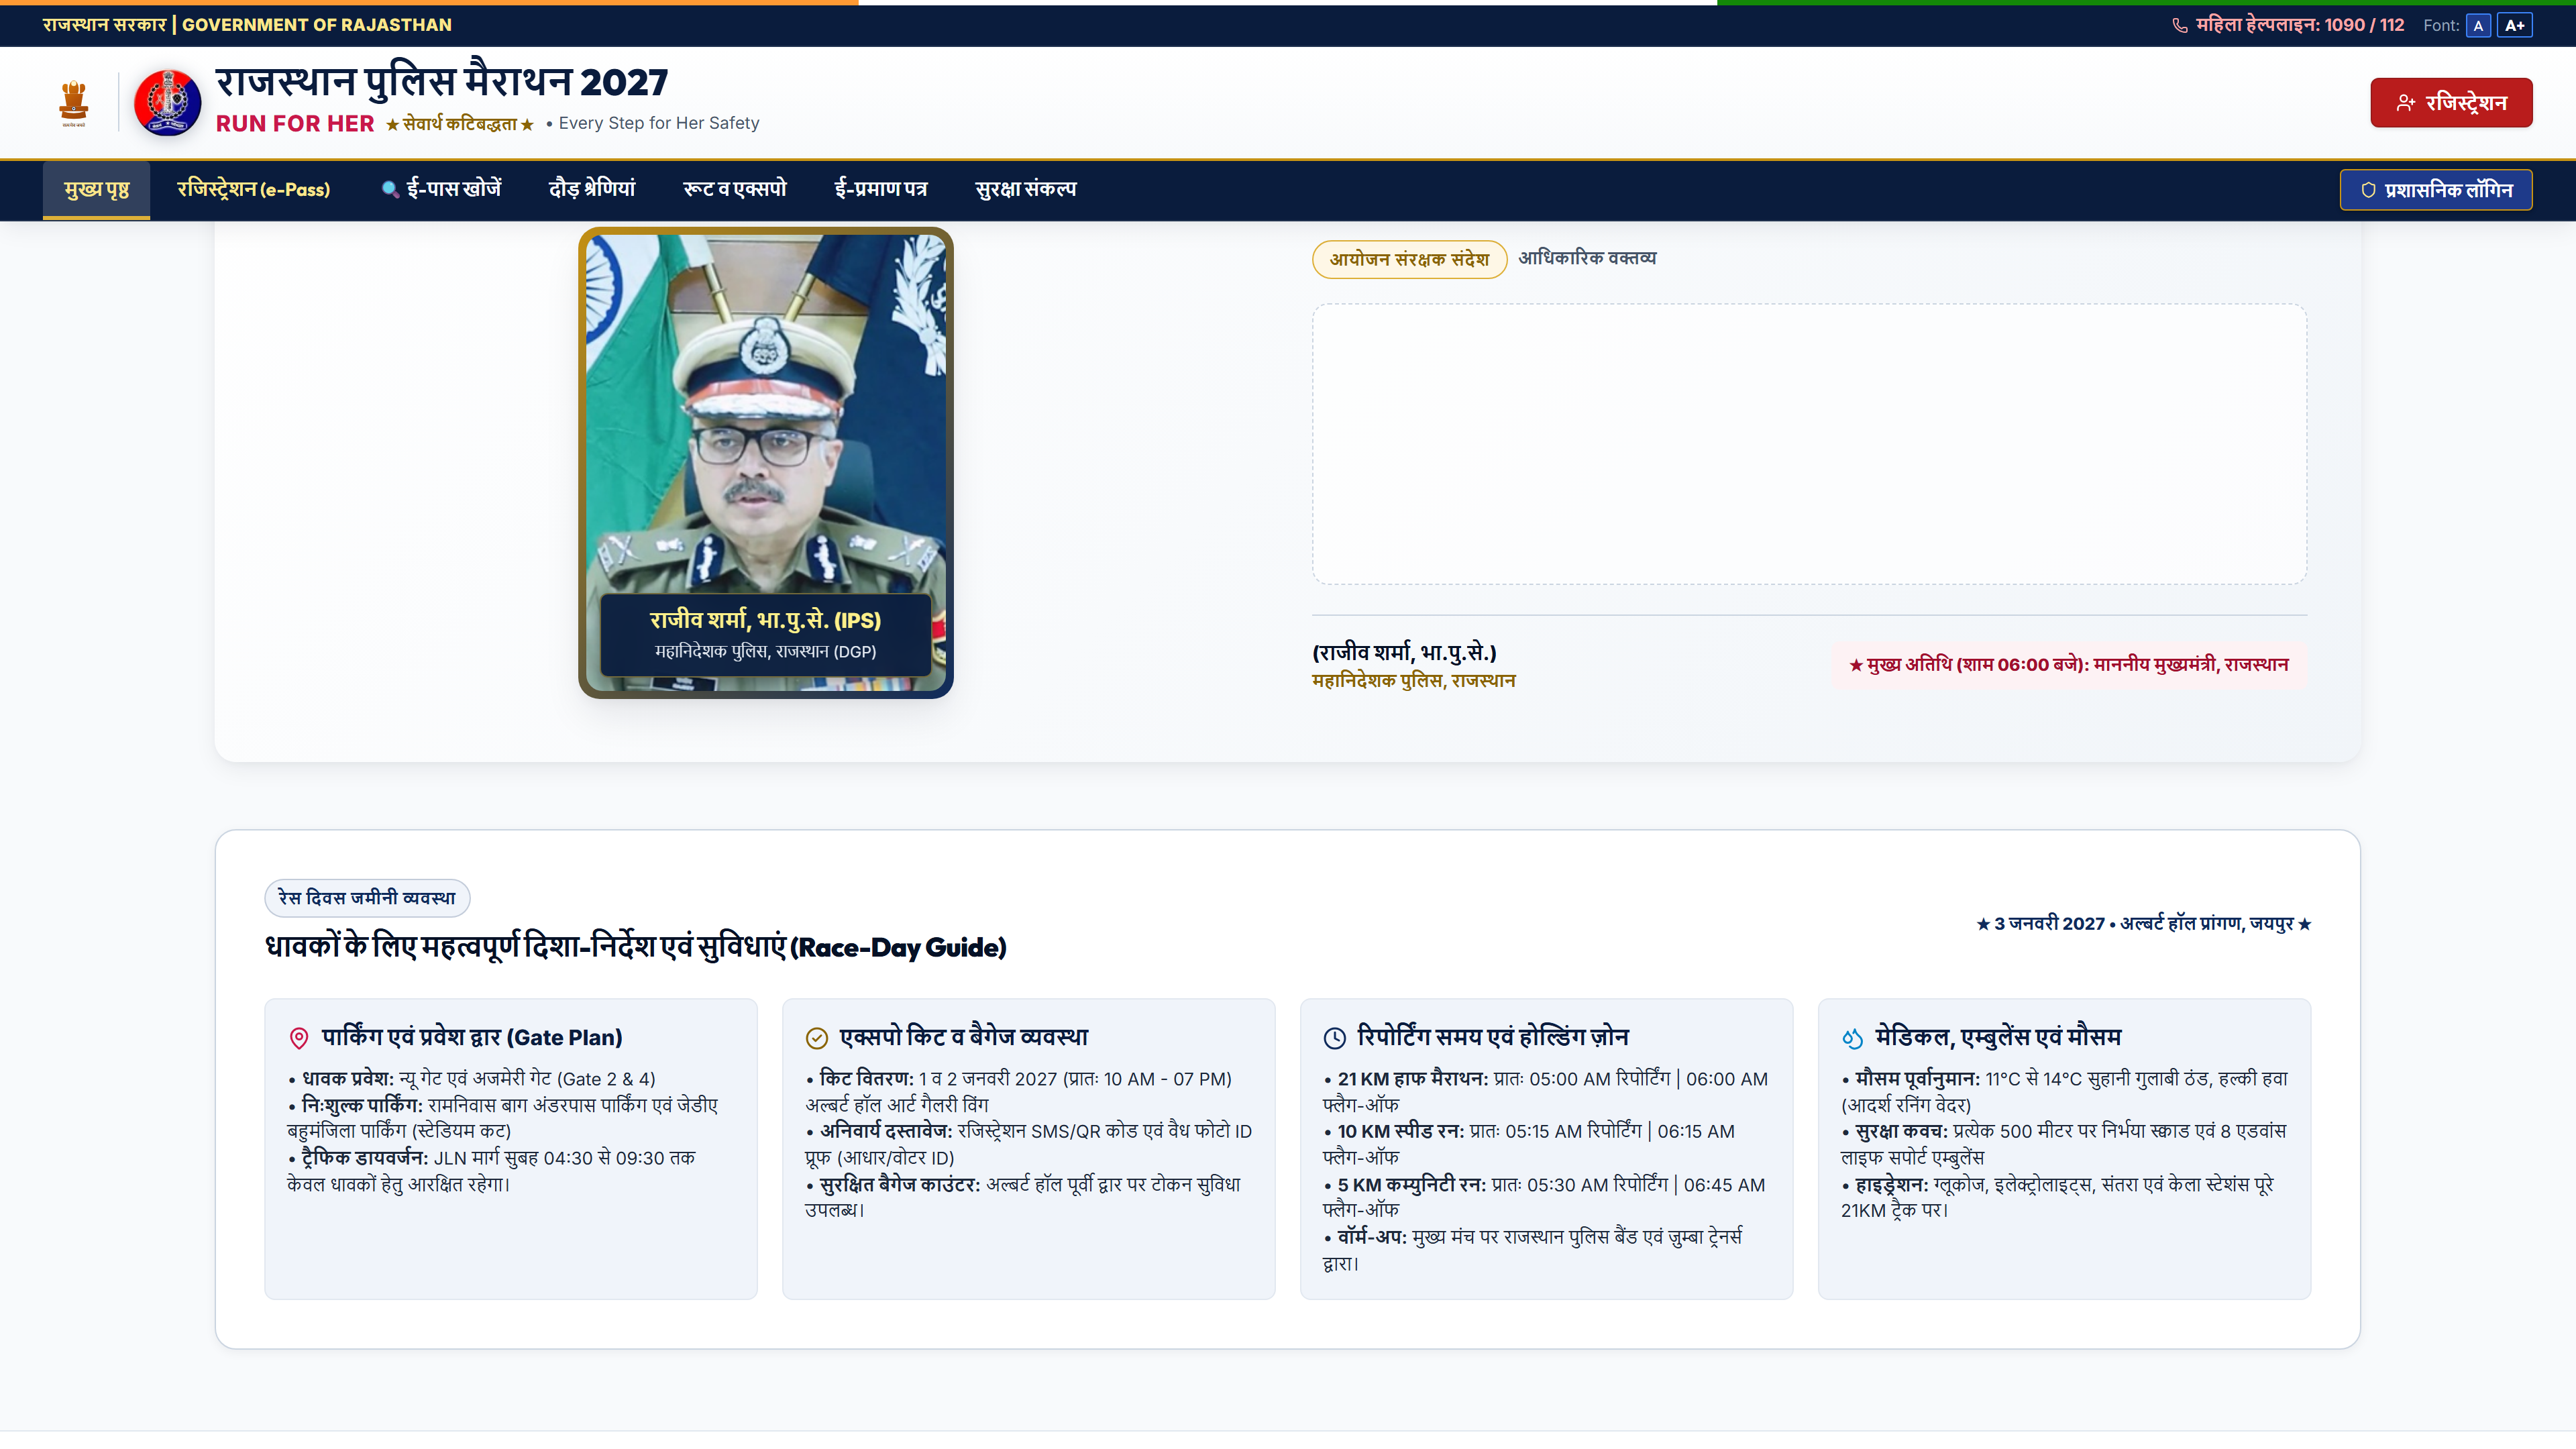 राजस्थान सरकार | GOVERNMENT OF RAJASTHAN
महिला हेल्पलाइन: 1090 / 112
Font: A A+
राजस्थान पुलिस मैराथन 2027
RUN FOR HER ★ सेवार्थ कटिबद्धता ★ • Every Step for Her Safety
रजिस्ट्रेशन
मुख्य पृष्ठ
रजिस्ट्रेशन (e-Pass)
ई-पास खोजें
दौड़ श्रेणियां
रूट व एक्सपो
ई-प्रमाण पत्र
सुरक्षा संकल्प
प्रशासनिक लॉगिन
राजीव शर्मा, भा.पु.से. (IPS)
महानिदेशक पुलिस, राजस्थान (DGP)
आयोजन संरक्षक संदेश
आधिकारिक वक्तव्य
(राजीव शर्मा, भा.पु.से.)
महानिदेशक पुलिस, राजस्थान
★ मुख्य अतिथि (शाम 06:00 बजे): माननीय मुख्यमंत्री, राजस्थान
रेस दिवस जमीनी व्यवस्था
धावकों के लिए महत्वपूर्ण दिशा-निर्देश एवं सुविधाएं (Race-Day Guide)
★ 3 जनवरी 2027 • अल्बर्ट हॉल प्रांगण, जयपुर ★
पार्किंग एवं प्रवेश द्वार (Gate Plan)
• धावक प्रवेश: न्यू गेट एवं अजमेरी गेट (Gate 2 & 4)
• निःशुल्क पार्किंग: रामनिवास बाग अंडरपास पार्किंग एवं जेडीए
बहुमंजिला पार्किंग (स्टेडियम कट)
• ट्रैफिक डायवर्जन: JLN मार्ग सुबह 04:30 से 09:30 तक
केवल धावकों हेतु आरक्षित रहेगा।
एक्सपो किट व बैगेज व्यवस्था
• किट वितरण: 1 व 2 जनवरी 2027 (प्रातः 10 AM - 07 PM)
अल्बर्ट हॉल आर्ट गैलरी विंग
• अनिवार्य दस्तावेज: रजिस्ट्रेशन SMS/QR कोड एवं वैध फोटो ID
प्रूफ (आधार/वोटर ID)
• सुरक्षित बैगेज काउंटर: अल्बर्ट हॉल पूर्वी द्वार पर टोकन सुविधा
उपलब्ध।
रिपोर्टिंग समय एवं होल्डिंग ज़ोन
• 21 KM हाफ मैराथन: प्रातः 05:00 AM रिपोर्टिंग | 06:00 AM
फ्लैग-ऑफ
• 10 KM स्पीड रन: प्रातः 05:15 AM रिपोर्टिंग | 06:15 AM
फ्लैग-ऑफ
• 5 KM कम्युनिटी रन: प्रातः 05:30 AM रिपोर्टिंग | 06:45 AM
फ्लैग-ऑफ
• वॉर्म-अप: मुख्य मंच पर राजस्थान पुलिस बैंड एवं ज़ुम्बा ट्रेनर्स
द्वारा।
मेडिकल, एम्बुलेंस एवं मौसम
• मौसम पूर्वानुमान: 11°C से 14°C सुहानी गुलाबी ठंड, हल्की हवा
(आदर्श रनिंग वेदर)
• सुरक्षा कवच: प्रत्येक 500 मीटर पर निर्भया स्क्वाड एवं 8 एडवांस
लाइफ सपोर्ट एम्बुलेंस
• हाइड्रेशन: ग्लूकोज, इलेक्ट्रोलाइट्स, संतरा एवं केला स्टेशंस पूरे
21KM ट्रैक पर।